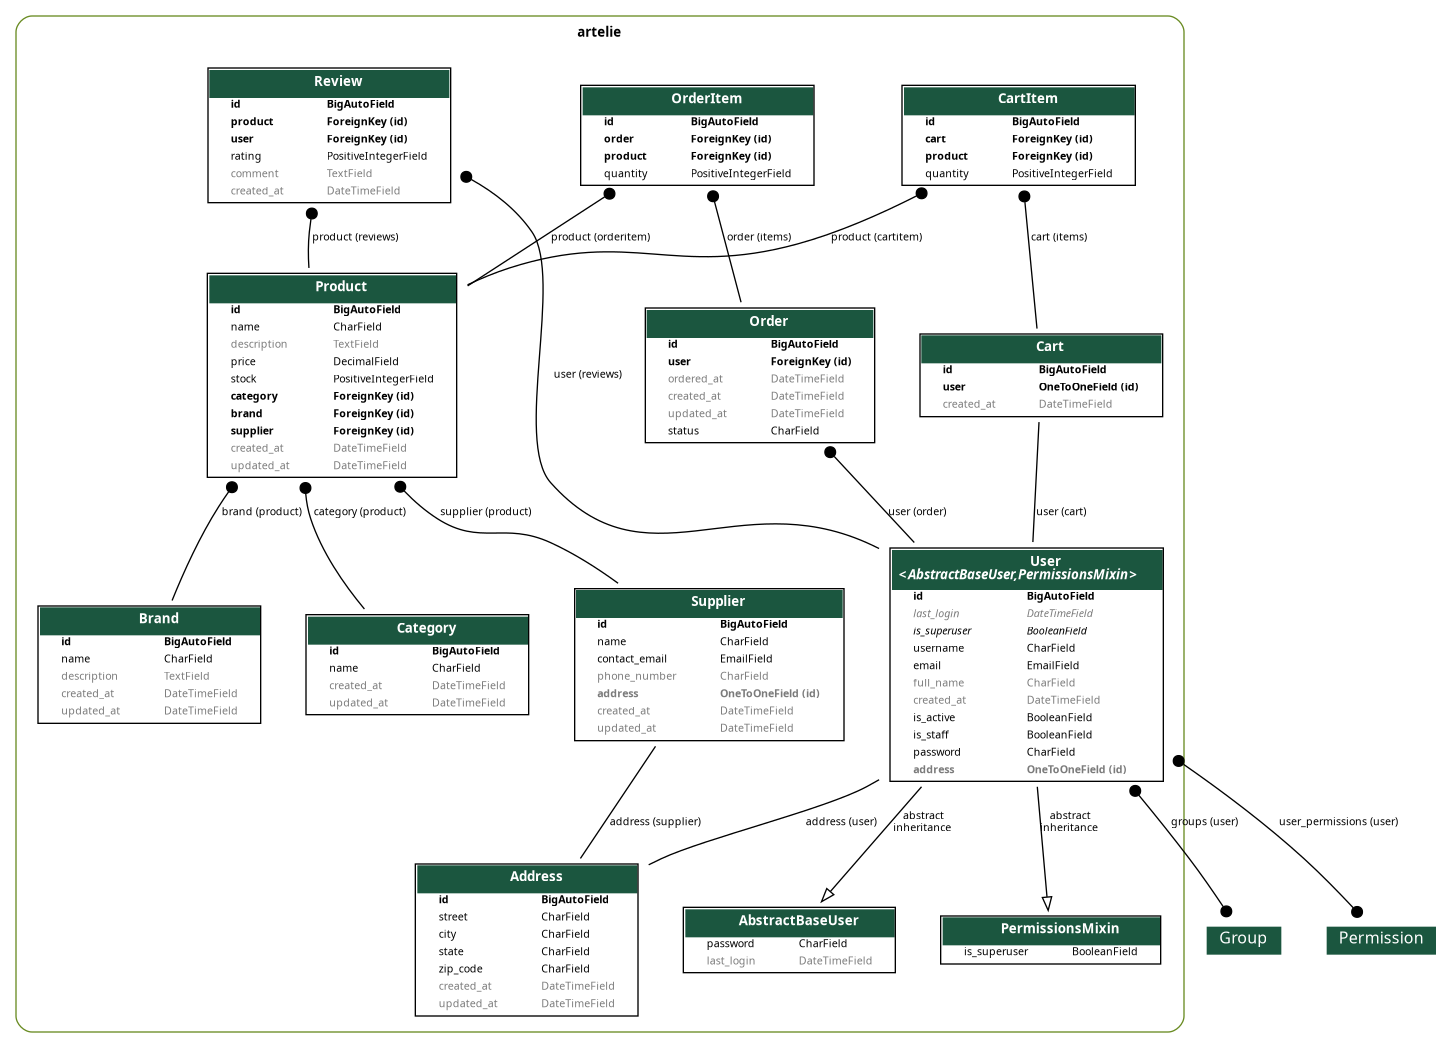 artelie
Review
id BigAutoField
product ForeignKey (id)
user ForeignKey (id)
rating PositiveIntegerField
comment TextField
created_at DateTimeField
OrderItem
id BigAutoField
order ForeignKey (id)
product ForeignKey (id)
quantity PositiveIntegerField
CartItem
id BigAutoField
cart ForeignKey (id)
product ForeignKey (id)
quantity PositiveIntegerField
product (reviews)
product (orderitem)
order (items)
product (cartitem)
cart (items)
Product
id BigAutoField
name CharField
description TextField
price DecimalField
stock PositiveIntegerField
category ForeignKey (id)
brand ForeignKey (id)
supplier ForeignKey (id)
created_at DateTimeField
updated_at DateTimeField
user (reviews)
Order
id BigAutoField
user ForeignKey (id)
ordered_at DateTimeField
created_at DateTimeField
updated_at DateTimeField
status CharField
Cart
id BigAutoField
user OneToOneField (id)
created_at DateTimeField
brand (product)
category (product)
supplier (product)
user (order)
user (cart)
Brand
id BigAutoField
name CharField
description TextField
created_at DateTimeField
updated_at DateTimeField
Category
id BigAutoField
name CharField
created_at DateTimeField
updated_at DateTimeField
Supplier
id BigAutoField
name CharField
contact_email EmailField
phone_number CharField
address OneToOneField (id)
created_at DateTimeField
updated_at DateTimeField
User
<AbstractBaseUser,PermissionsMixin>
id BigAutoField
last_login DateTimeField
is_superuser BooleanField
username CharField
email EmailField
full_name CharField
created_at DateTimeField
is_active BooleanField
is_staff BooleanField
password CharField
address OneToOneField (id)
address (supplier)
address (user)
abstract
inheritance
abstract
inheritance
groups (user)
user_permissions (user)
Address
id BigAutoField
street CharField
city CharField
state CharField
zip_code CharField
created_at DateTimeField
updated_at DateTimeField
AbstractBaseUser
password CharField
last_login DateTimeField
PermissionsMixin
is_superuser BooleanField
Group
Permission